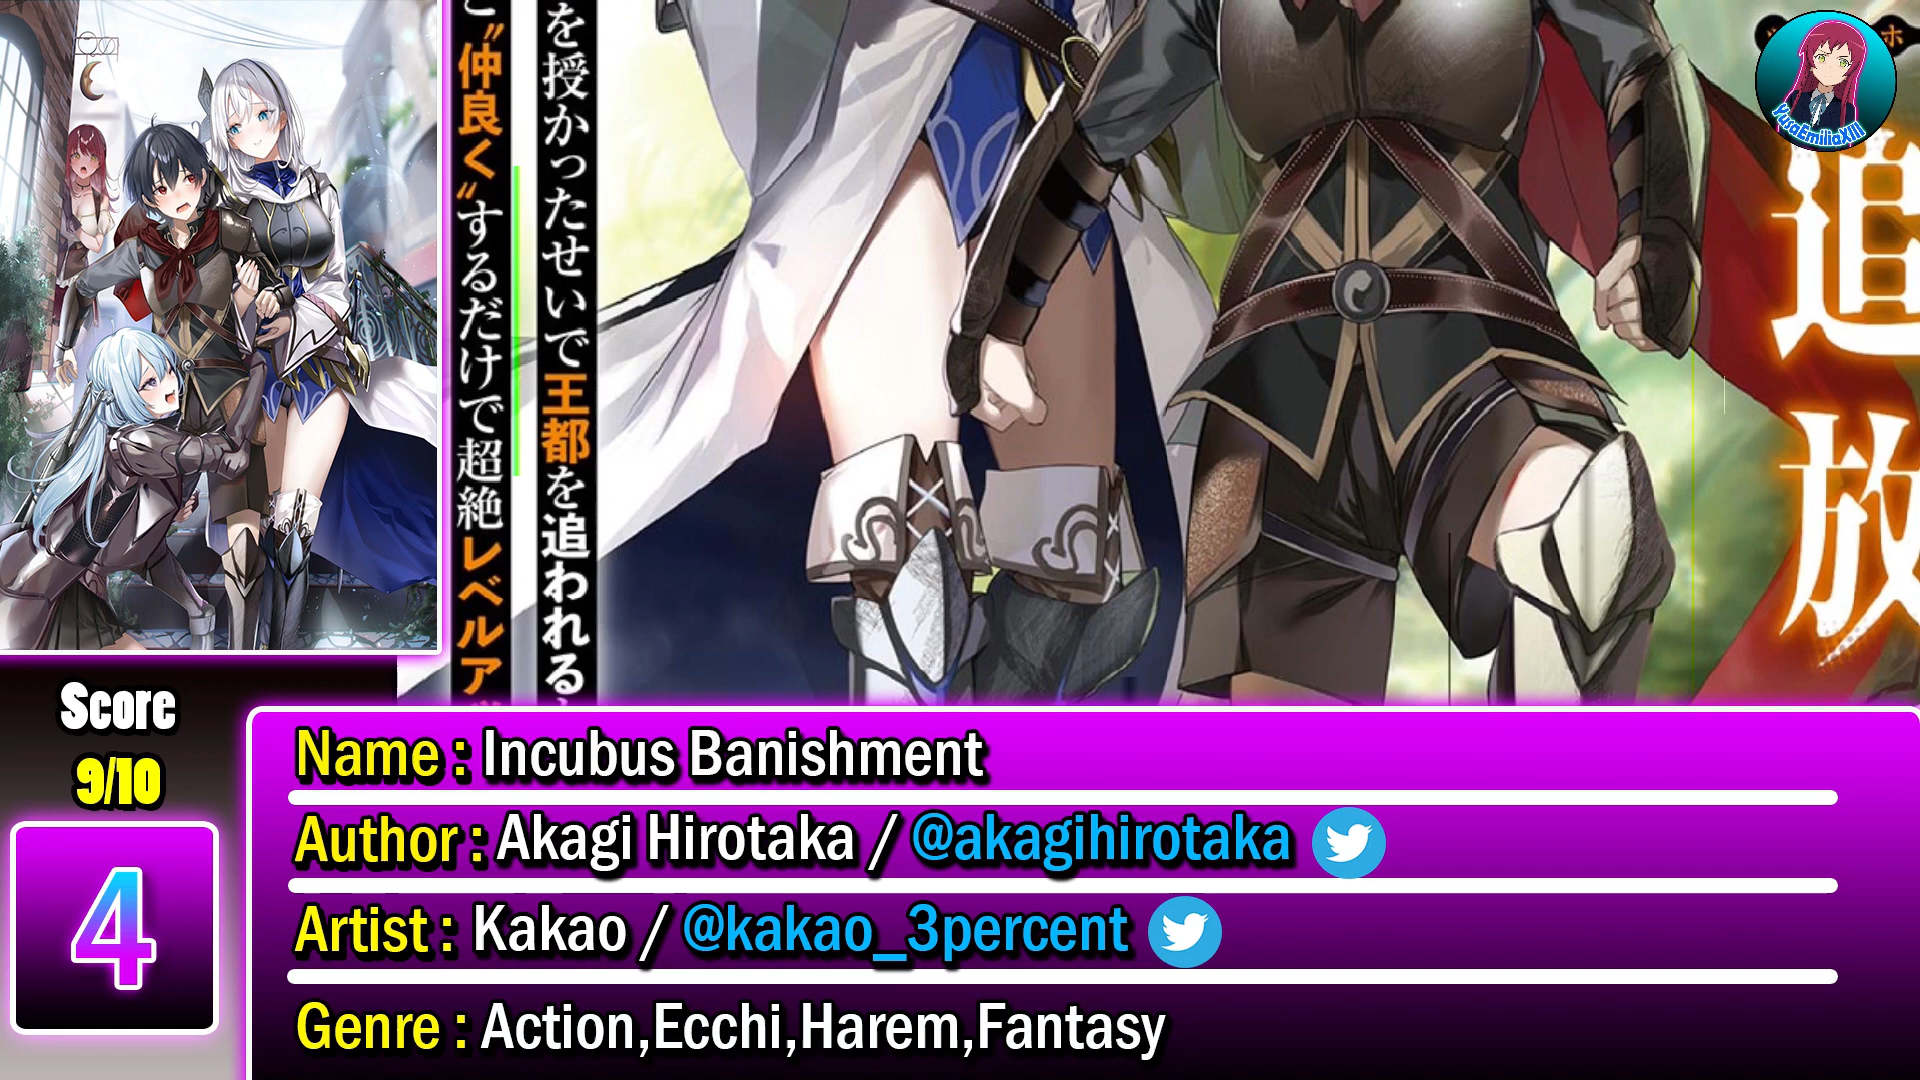 を授かったせいで王都を追われる
"仲良く"するだけで超絶レベルア
追放
YuuEmiliaXIII
Score
9/10
4
Name : Incubus Banishment
Author : Akagi Hirotaka / @akagihirotaka
Artist : Kakao / @kakao_3percent
Genre : Action,Ecchi,Harem,Fantasy